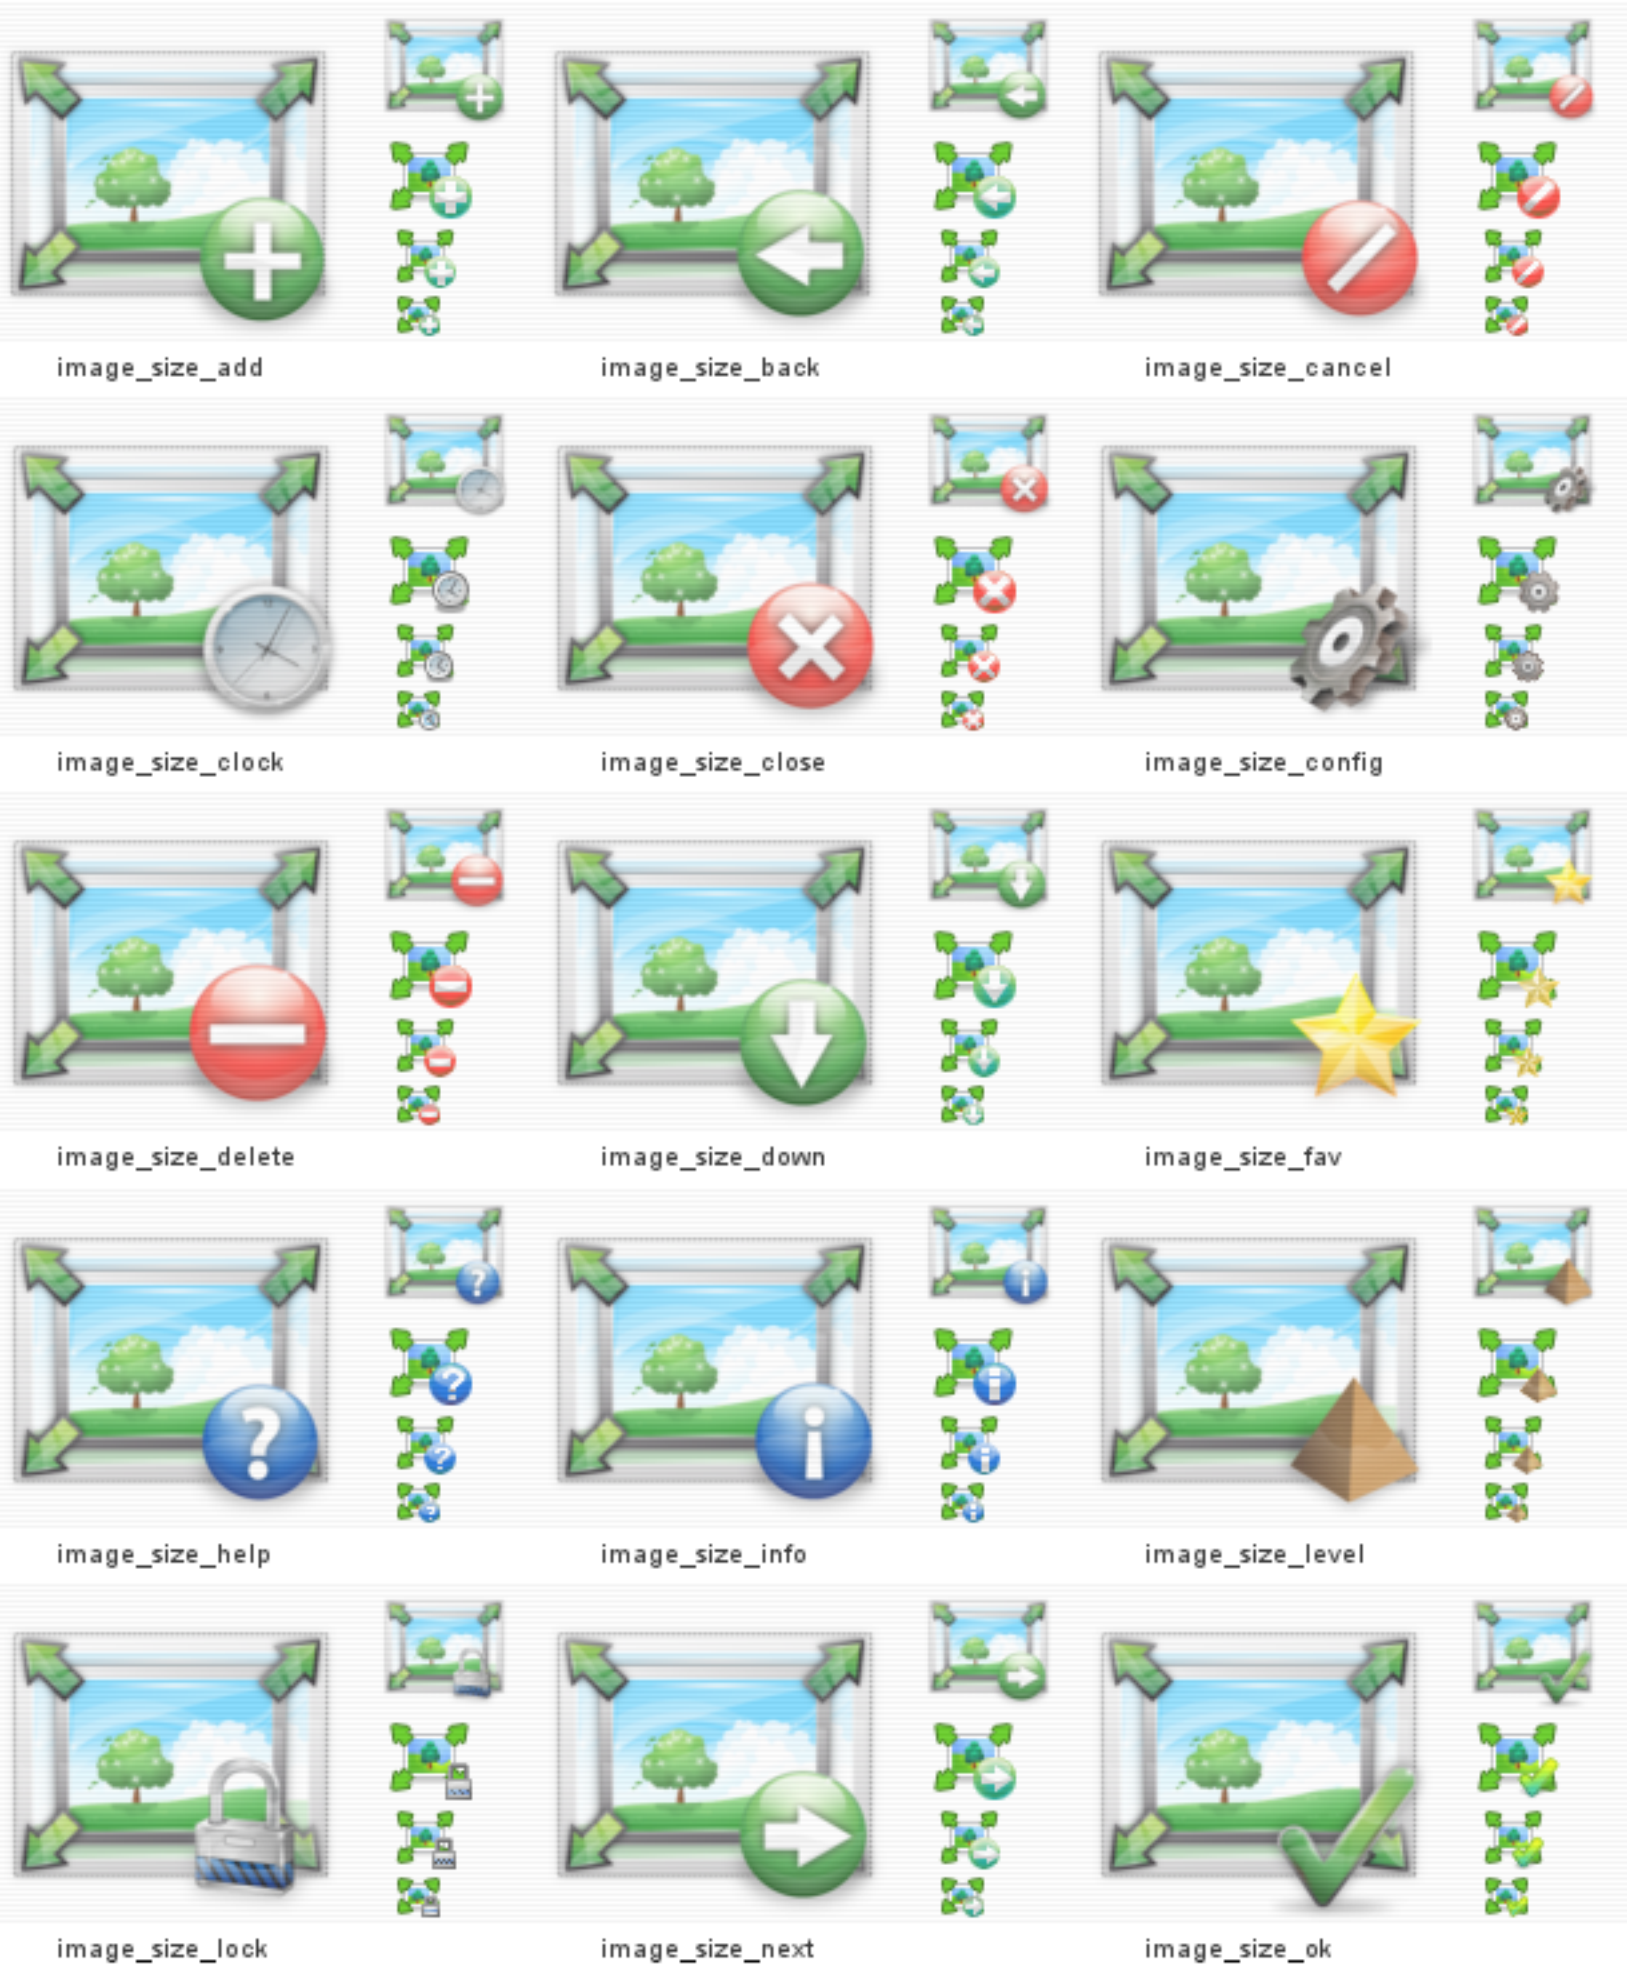 image_size_add
image_size_back
image_size_cancel
image_size_clock
image_size_close
image_size_config
image_size_delete
image_size_down
image_size_fav
image_size_help
image_size_info
image_size_level
image_size_lock
image_size_next
image_size_ok